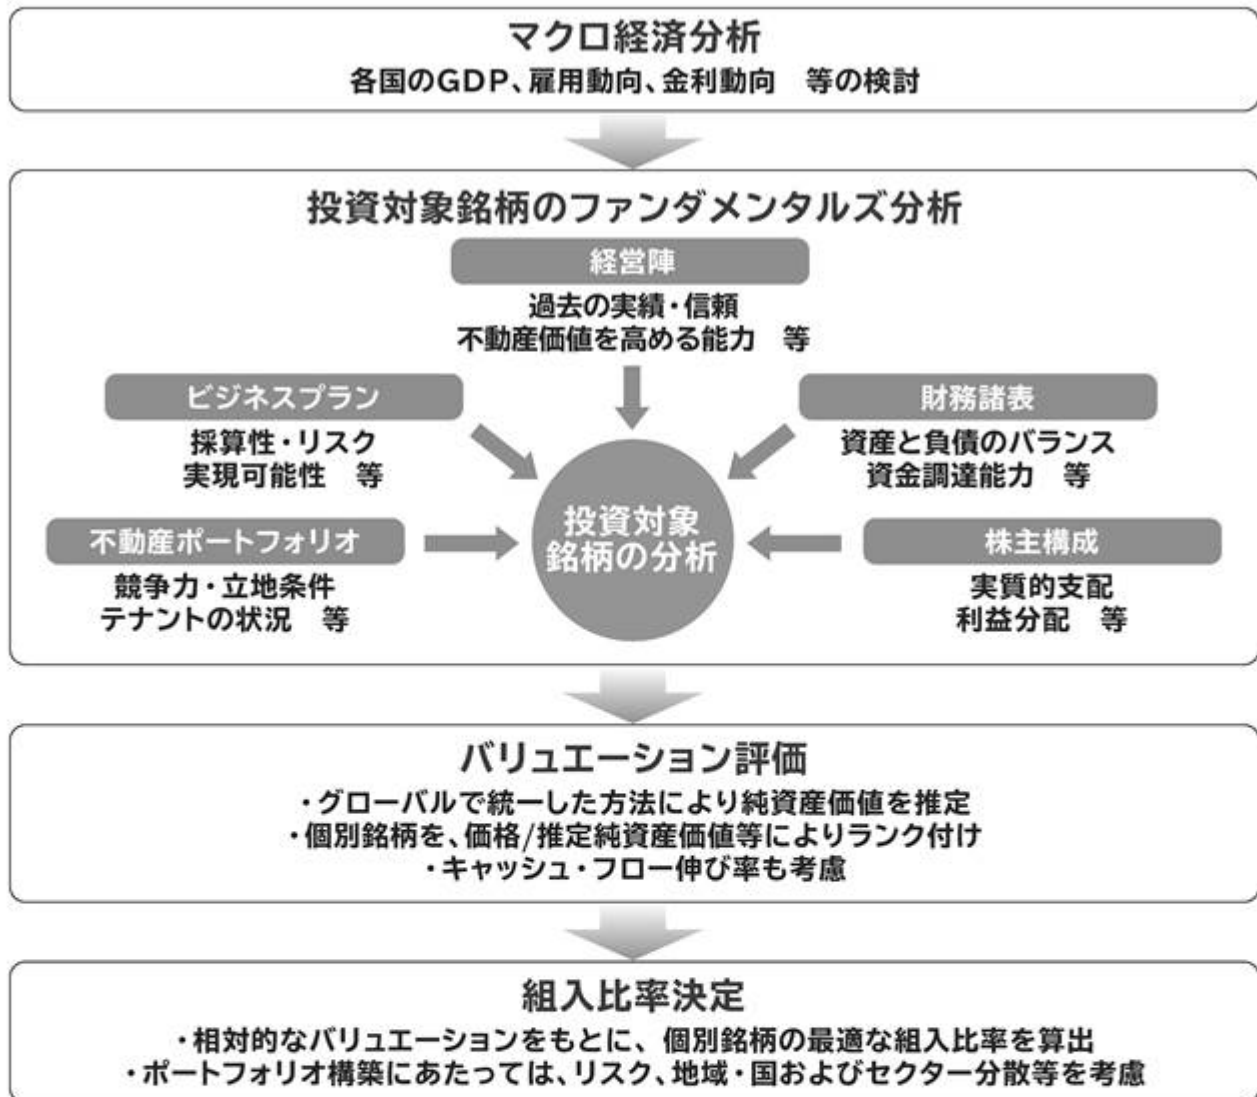 マクロ経済分析
各国のGDP、雇用動向、金利動向　等の検討
投資対象銘柄のファンダメンタルズ分析
経営陣
過去の実績・信頼
不動産価値を高める能力　等
ビジネスプラン
採算性・リスク
実現可能性　等
財務諸表
資産と負債のバランス
資金調達能力　等
不動産ポートフォリオ
競争力・立地条件
テナントの状況　等
投資対象
銘柄の分析
株主構成
実質的支配
利益分配　等
バリュエーション評価
・グローバルで統一した方法により純資産価値を推定
・個別銘柄を、価格/推定純資産価値等によりランク付け
・キャッシュ・フロー伸び率も考慮
組入比率決定
・相対的なバリュエーションをもとに、個別銘柄の最適な組入比率を算出
・ポートフォリオ構築にあたっては、リスク、地域・国およびセクター分散等を考慮